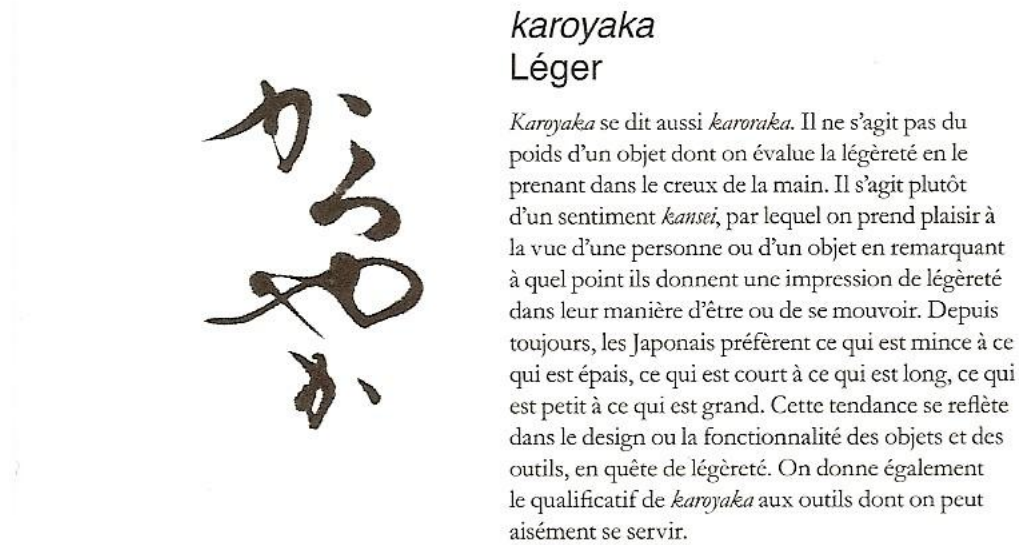 かろやか
karoyaka
Léger
Karoyaka se dit aussi karoraka. Il ne s'agit pas du
poids d'un objet dont on évalue la légèreté en le
prenant dans le creux de la main. Il s'agit plutôt
d'un sentiment kansei, par lequel on prend plaisir à
la vue d'une personne ou d'un objet en remarquant
à quel point ils donnent une impression de légèreté
dans leur manière d'être ou de se mouvoir. Depuis
toujours, les Japonais préfèrent ce qui est mince à ce
qui est épais, ce qui est court à ce qui est long, ce qui
est petit à ce qui est grand. Cette tendance se reflète
dans le design ou la fonctionnalité des objets et des
outils, en quête de légèreté. On donne également
le qualificatif de karoyaka aux outils dont on peut
aisément se servir.